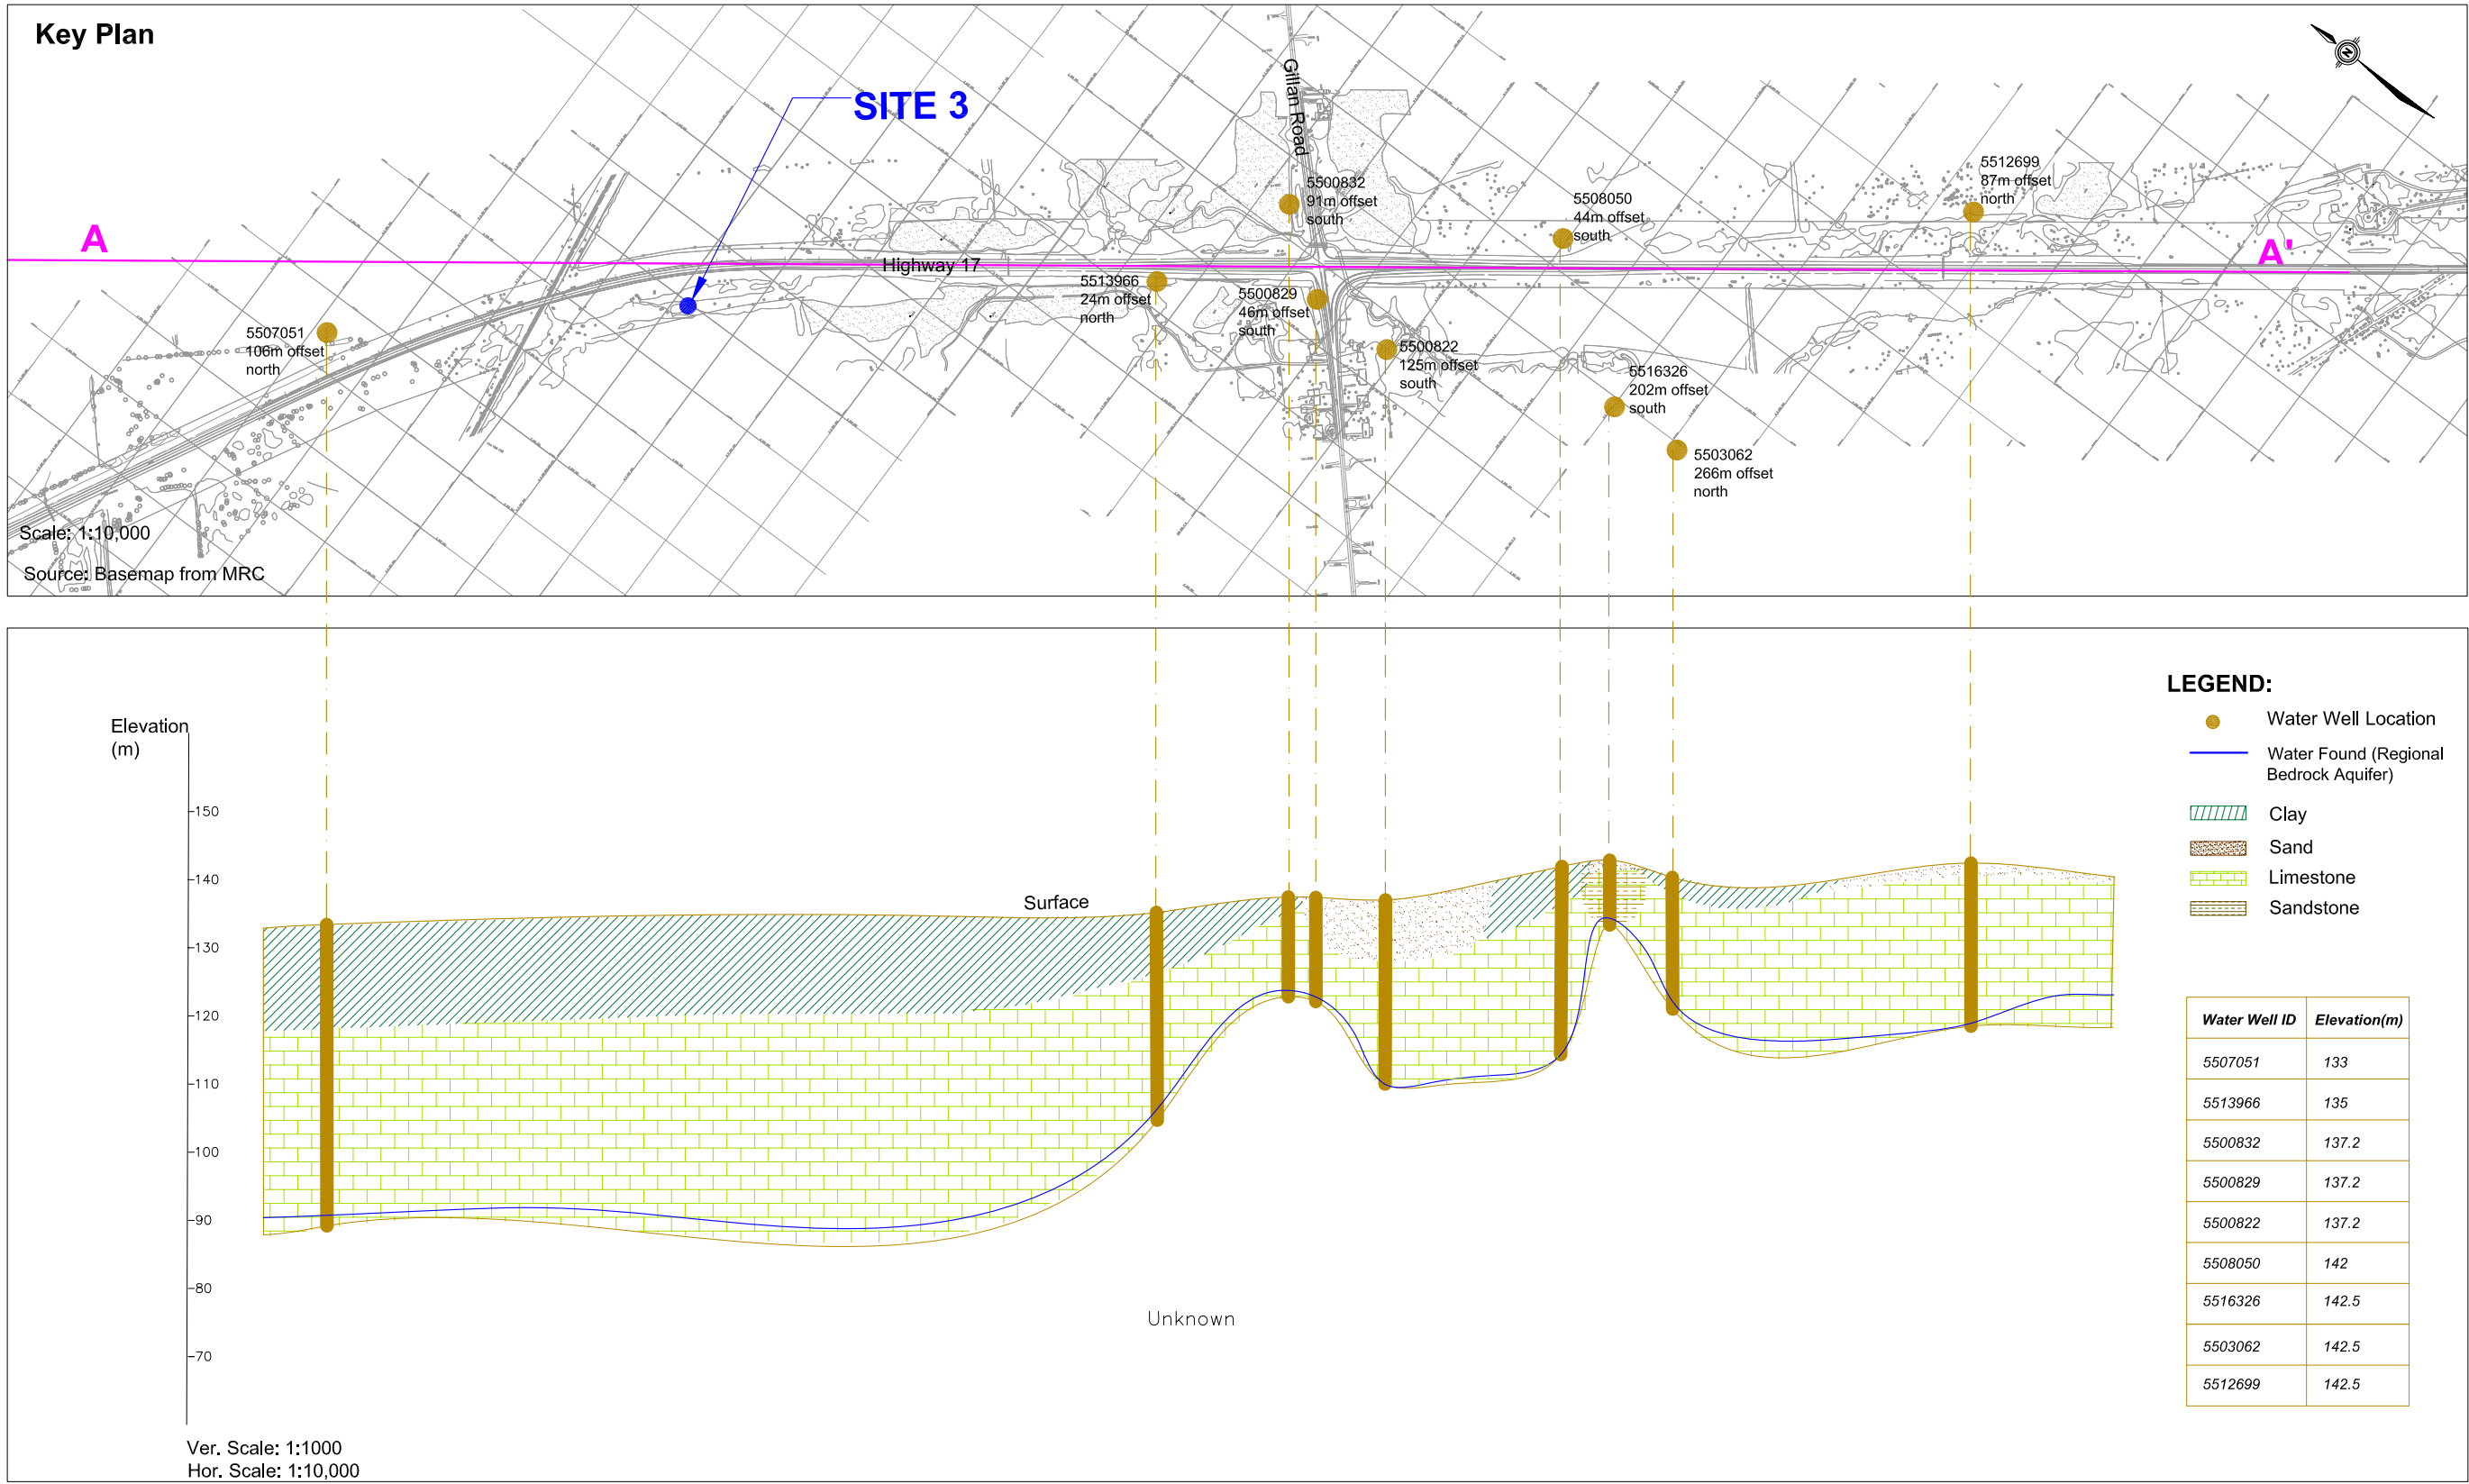 Key Plan
SITE 3
Gillan Road
N
A
A'
Highway 17
5507051
106m offset
north
5513966
24m offset
north
5500832
91m offset
south
5500829
46m offset
south
5500822
125m offset
south
5508050
44m offset
south
5516326
202m offset
south
5503062
266m offset
north
5512699
87m offset
north
Scale: 1:10,000
Source: Basemap from MRC
Elevation
(m)
150
140
130
120
110
100
90
80
70
Surface
Unknown
Ver. Scale: 1:1000
Hor. Scale: 1:10,000
LEGEND:
Water Well Location
Water Found (Regional
Bedrock Aquifer)
Clay
Sand
Limestone
Sandstone
Water Well ID Elevation(m)
5507051 133
5513966 135
5500832 137.2
5500829 137.2
5500822 137.2
5508050 142
5516326 142.5
5503062 142.5
5512699 142.5